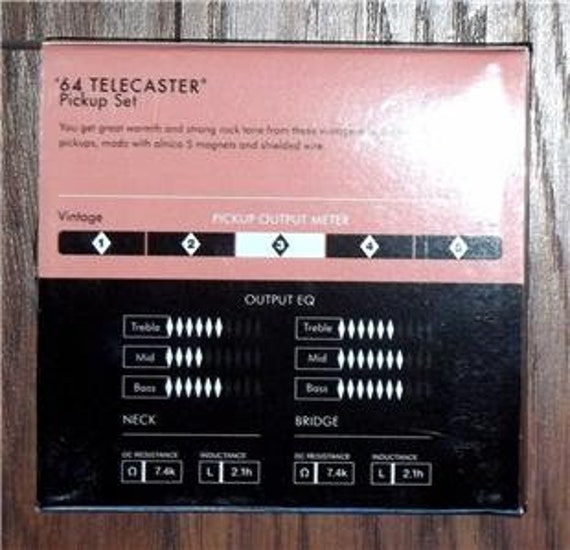 "64 TELECASTER"
Pickup Set
You get great warmth and strong rock tone from these vintage
pickups, made with alnico 5 magnets and shielded wire.
Vintage PICKUP OUTPUT METER
1 2 3 4 5
OUTPUT EQ
Treble Treble
Mid Mid
Bass Bass
NECK BRIDGE
DC RESISTANCE INDUCTANCE DC RESISTANCE INDUCTANCE
Ω 7.4k L 2.1h Ω 7.4k L 2.1h